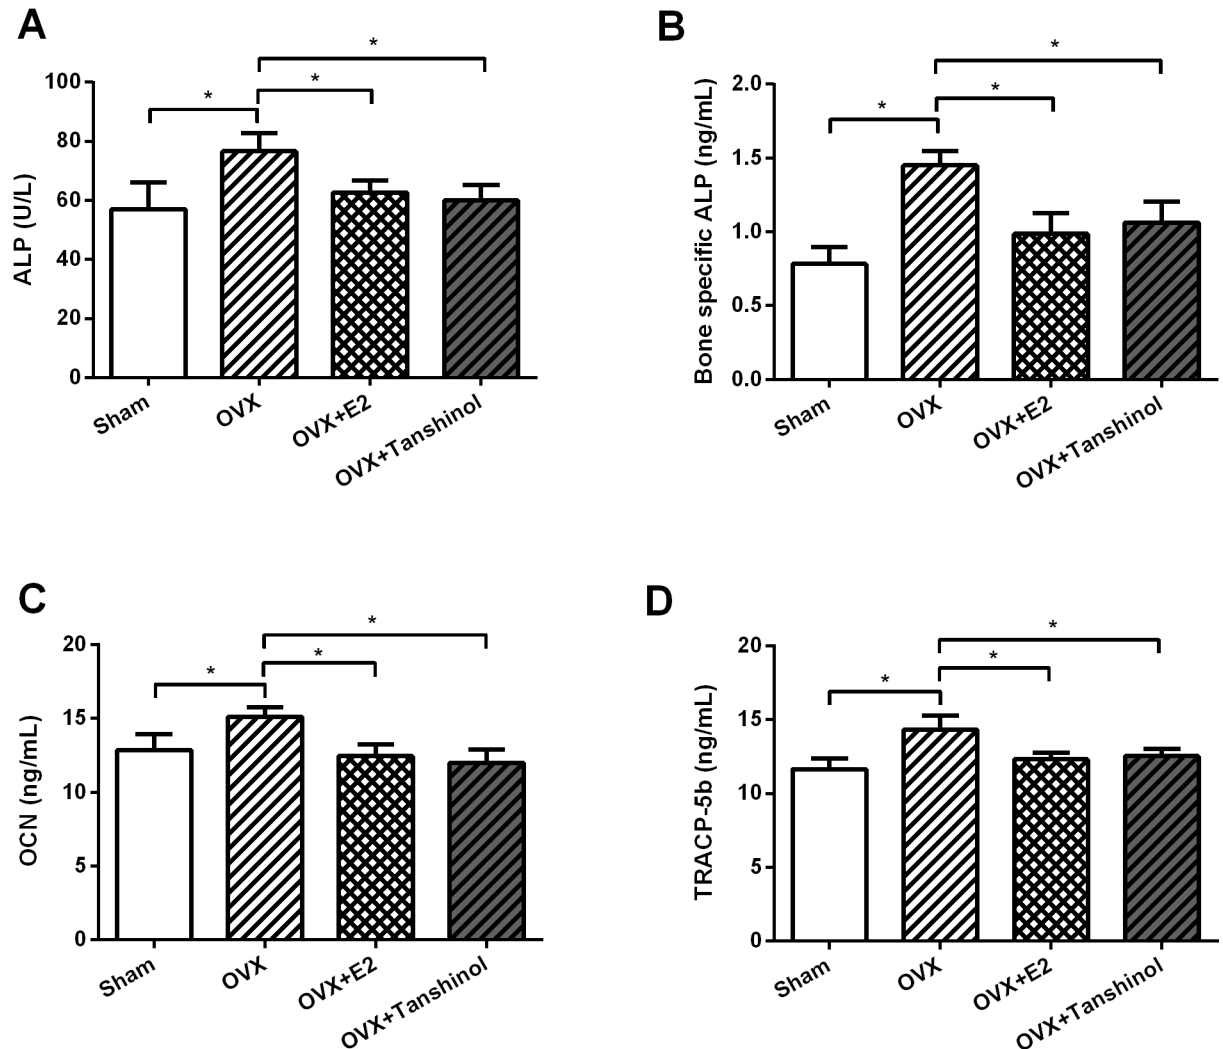 A
ALP (U/L)
100
80
60
40
20
0
*
*
*
Sham
OVX
OVX+E2
OVX+Tanshinol
B
Bone specific ALP (ng/mL)
2.0
1.5
1.0
0.5
0.0
*
*
*
Sham
OVX
OVX+E2
OVX+Tanshinol
C
OCN (ng/mL)
20
15
10
5
0
*
*
*
Sham
OVX
OVX+E2
OVX+Tanshinol
D
TRACP-5b (ng/mL)
20
15
10
5
0
*
*
*
Sham
OVX
OVX+E2
OVX+Tanshinol